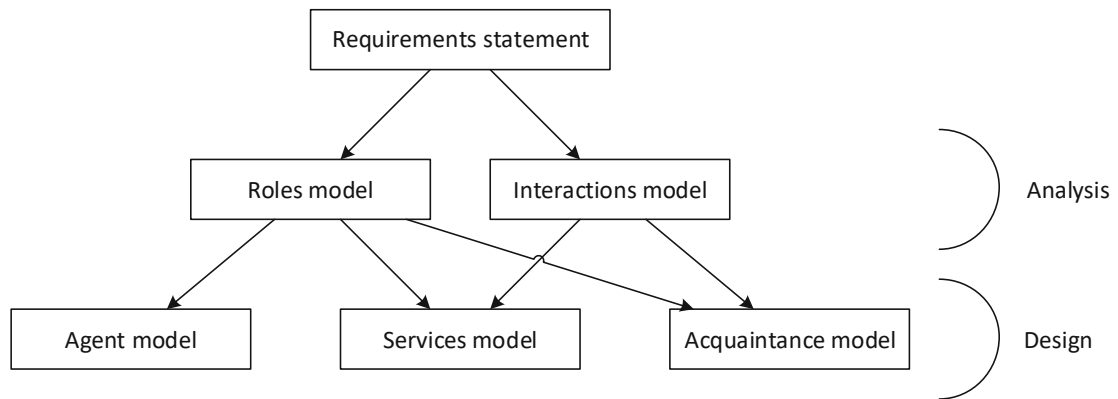 Requirements statement
Roles model
Interactions model
Analysis
Agent model
Services model
Acquaintance model
Design